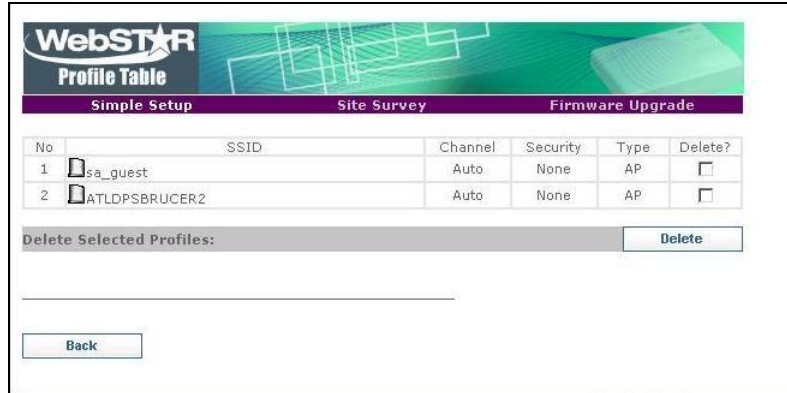 WebSTAR
Profile Table
Simple Setup Site Survey Firmware Upgrade
No SSID Channel Security Type Delete?
1 sa_guest Auto None AP
2 ATLDPSBRUCER2 Auto None AP
Delete Selected Profiles: Delete
Back